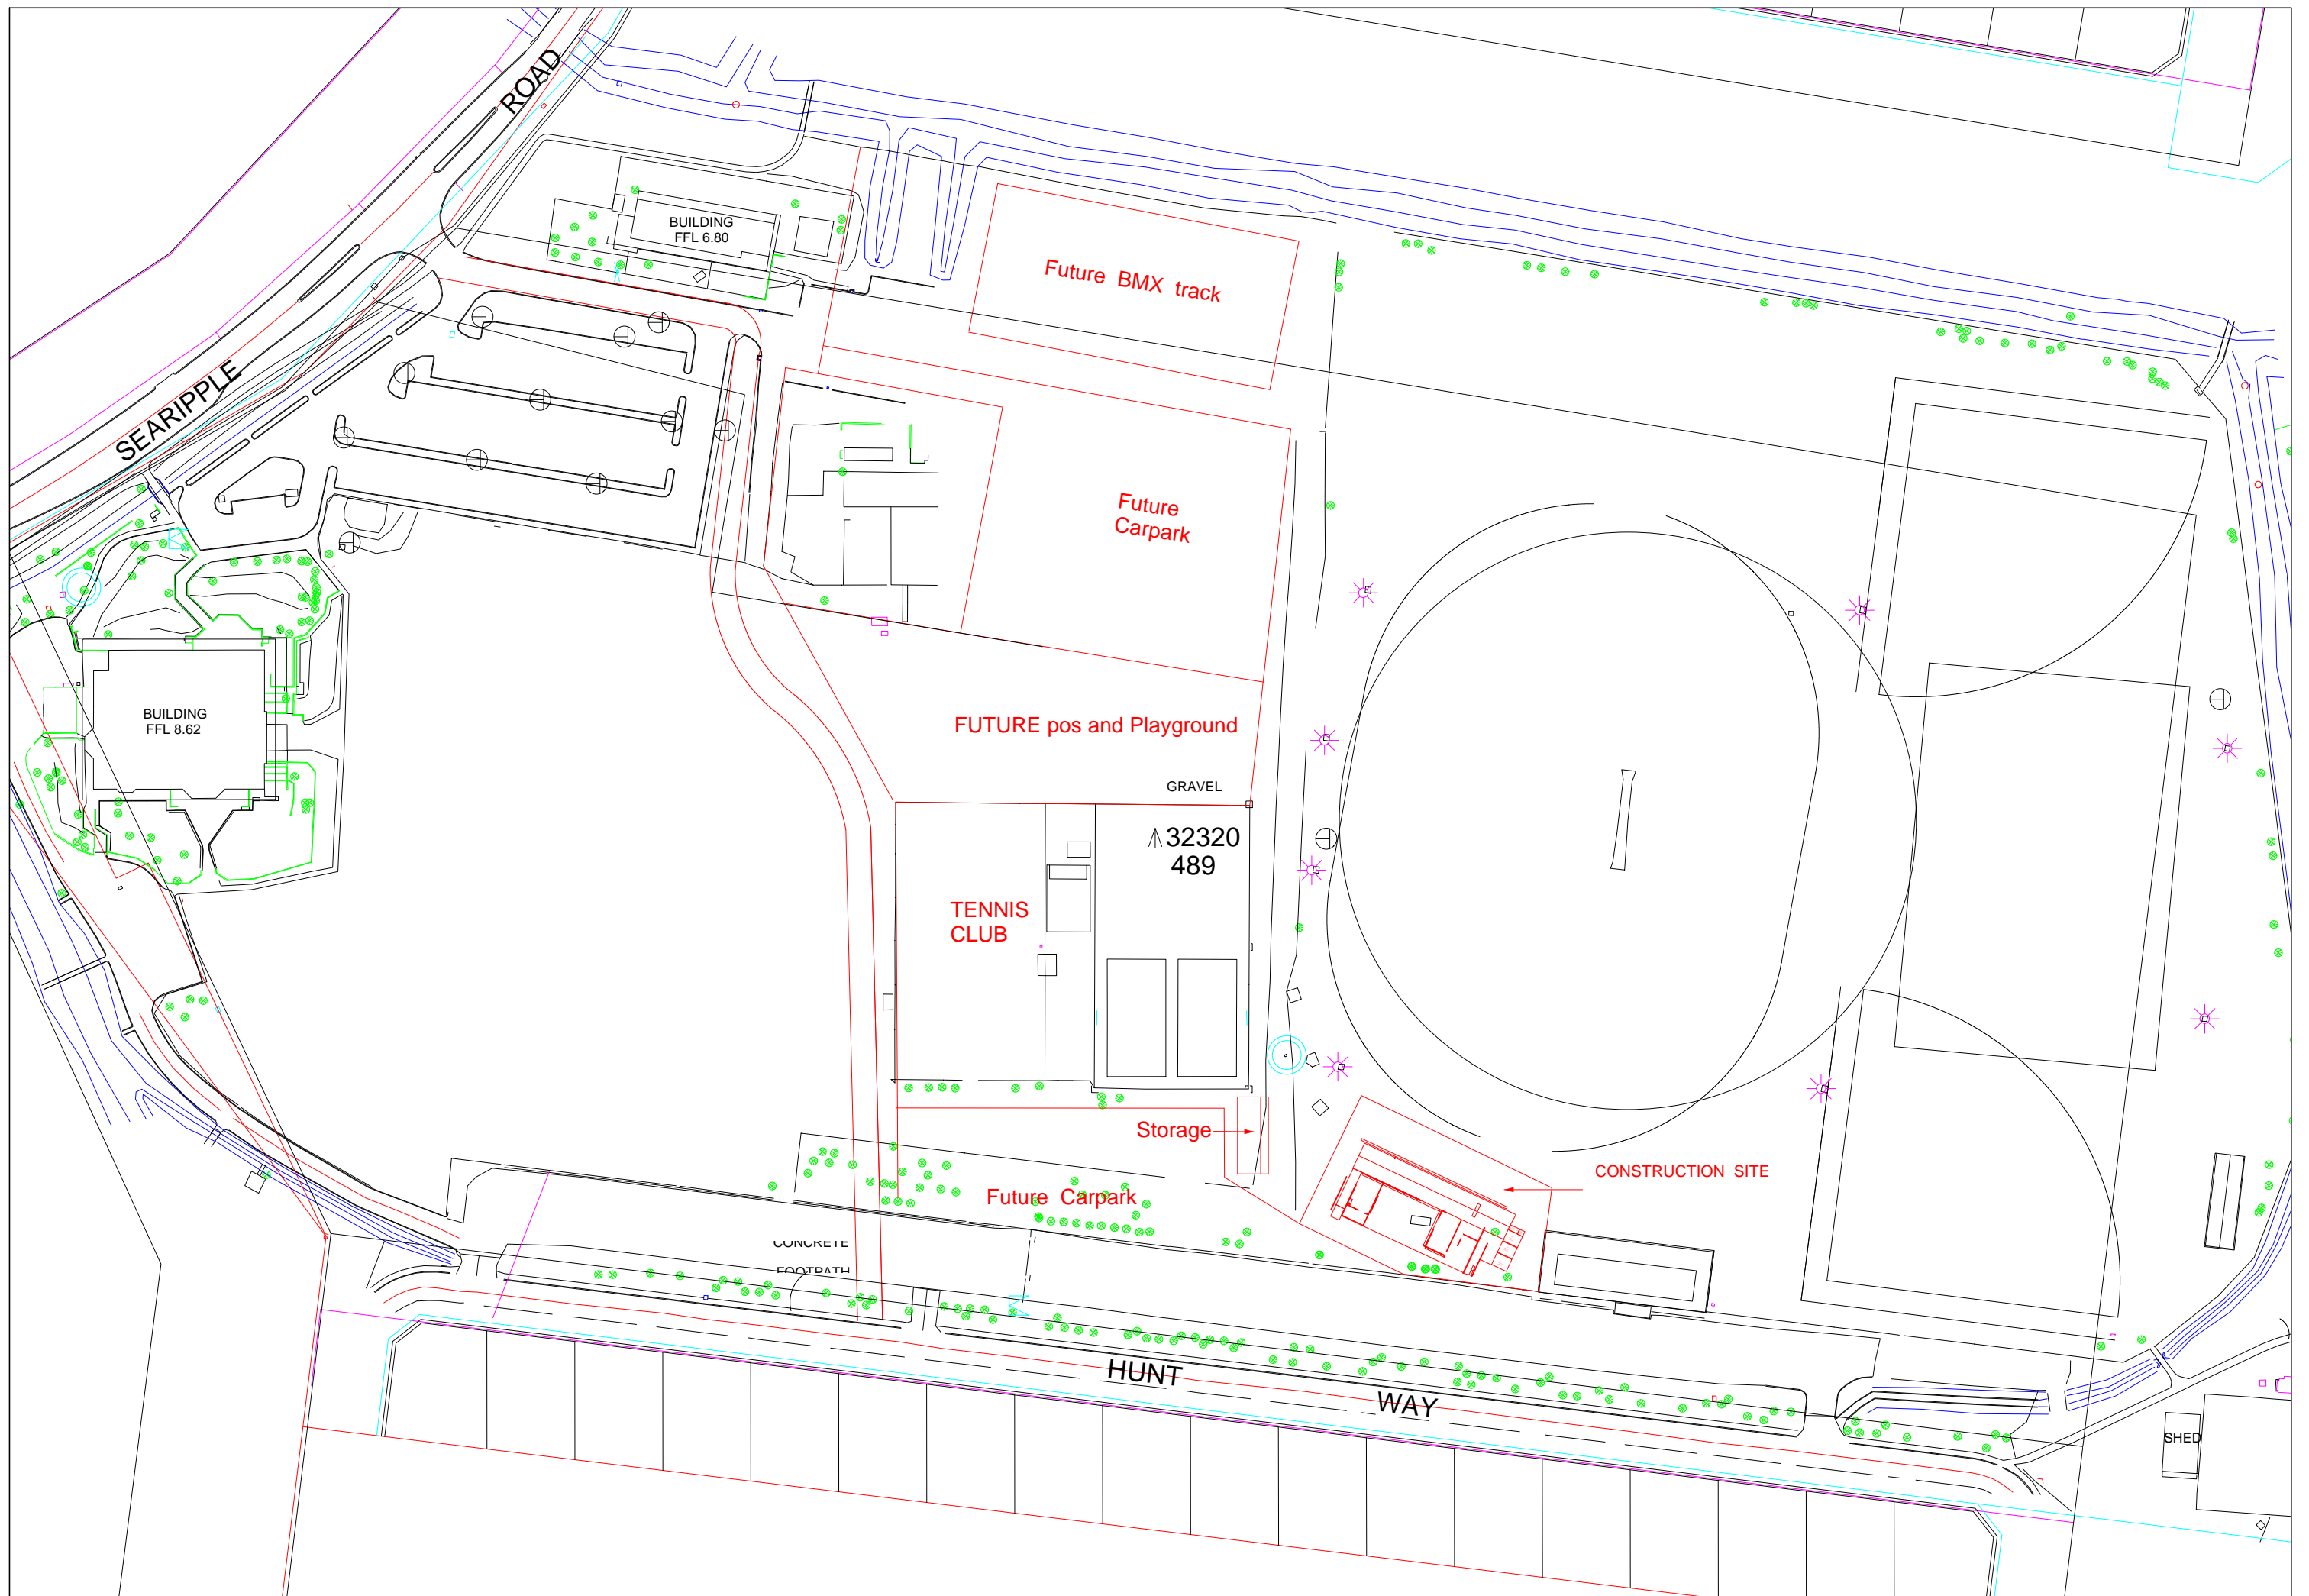 ROAD
BUILDING
FFL 6.80
Future BMX track
SEARIPPLE
Future
Carpark
BUILDING
FFL 8.62
FUTURE pos and Playground
GRAVEL
32320
489
TENNIS
CLUB
Storage
CONSTRUCTION SITE
Future Carpark
CONCRETE
FOOTPATH
HUNT
WAY
SHED